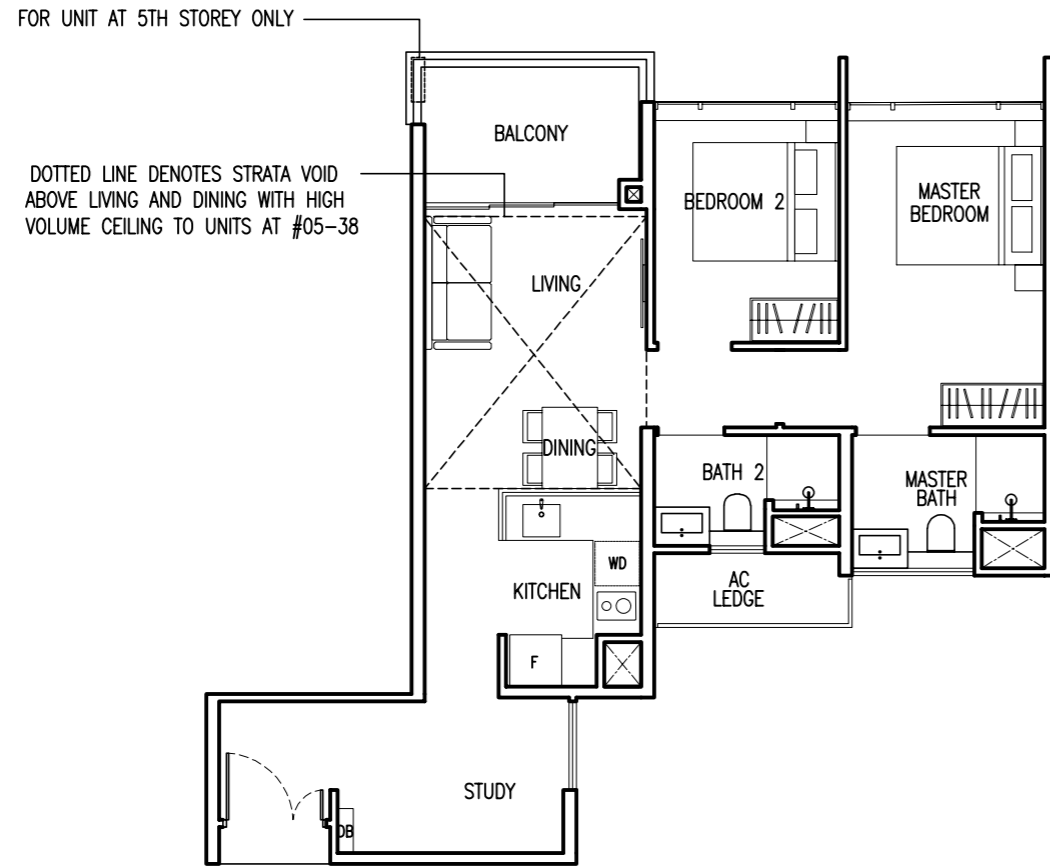 FOR UNIT AT 5TH STOREY ONLY
BALCONY
DOTTED LINE DENOTES STRATA VOID
ABOVE LIVING AND DINING WITH HIGH
VOLUME CEILING TO UNITS AT #05-38
BEDROOM 2
MASTER
BEDROOM
LIVING
DINING
BATH 2
MASTER
BATH
WD
KITCHEN
AC
LEDGE
F
STUDY
DB